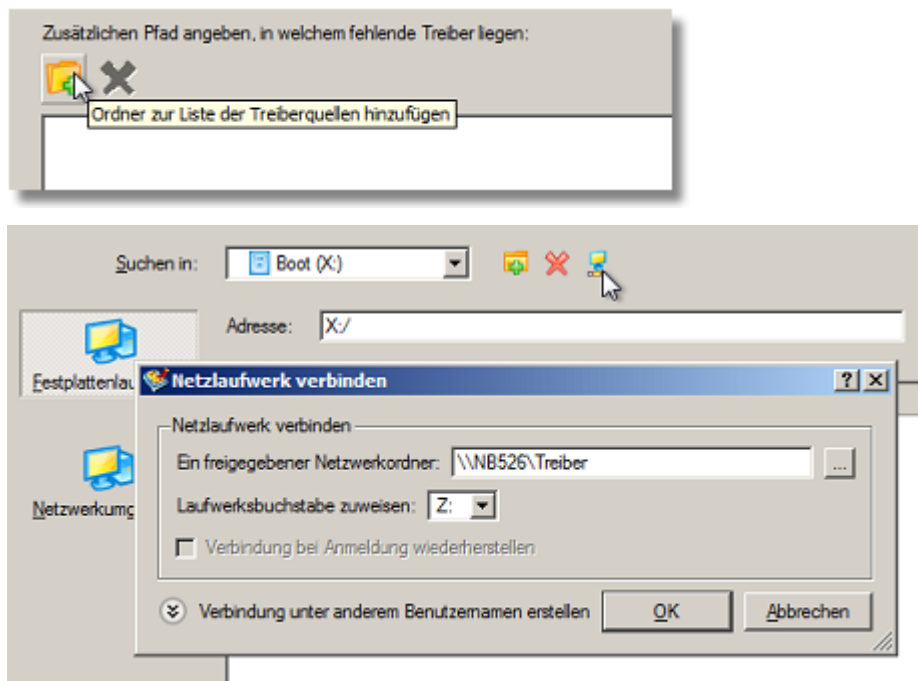 Zusätzlichen Pfad angeben, in welchem fehlende Treiber liegen:
Ordner zur Liste der Treiberquellen hinzufügen
Suchen in: Boot (X:)
Adresse: X:/
Festplattenlau
Netzlaufwerk verbinden
Netzlaufwerk verbinden
Ein freigegebener Netzwerkordner: \\NB526\Treiber ...
Netzwerkumg
Laufwerksbuchstabe zuweisen: Z:
Verbindung bei Anmeldung wiederherstellen
Verbindung unter anderem Benutzernamen erstellen OK Abbrechen